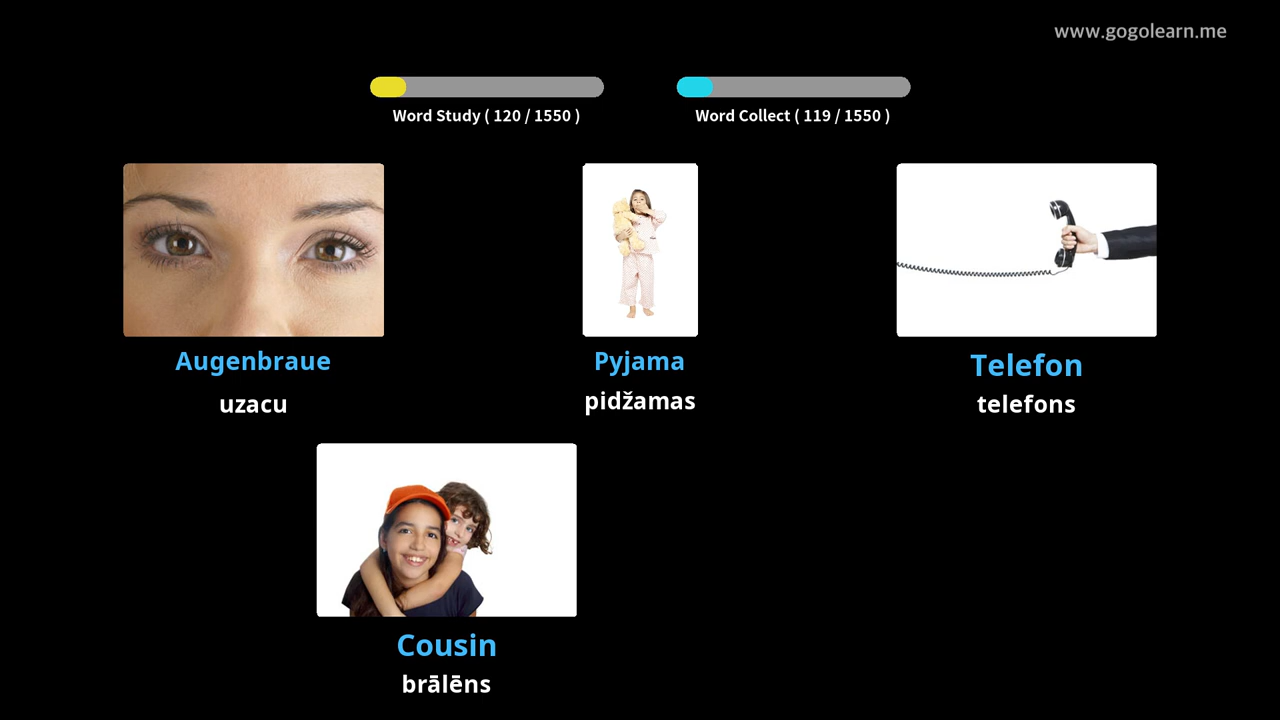 www.gogolearn.me
Word Study ( 120 / 1550 )
Word Collect ( 119 / 1550 )
Augenbraue
uzacu
Pyjama
pidžamas
Telefon
telefons
Cousin
brālēns